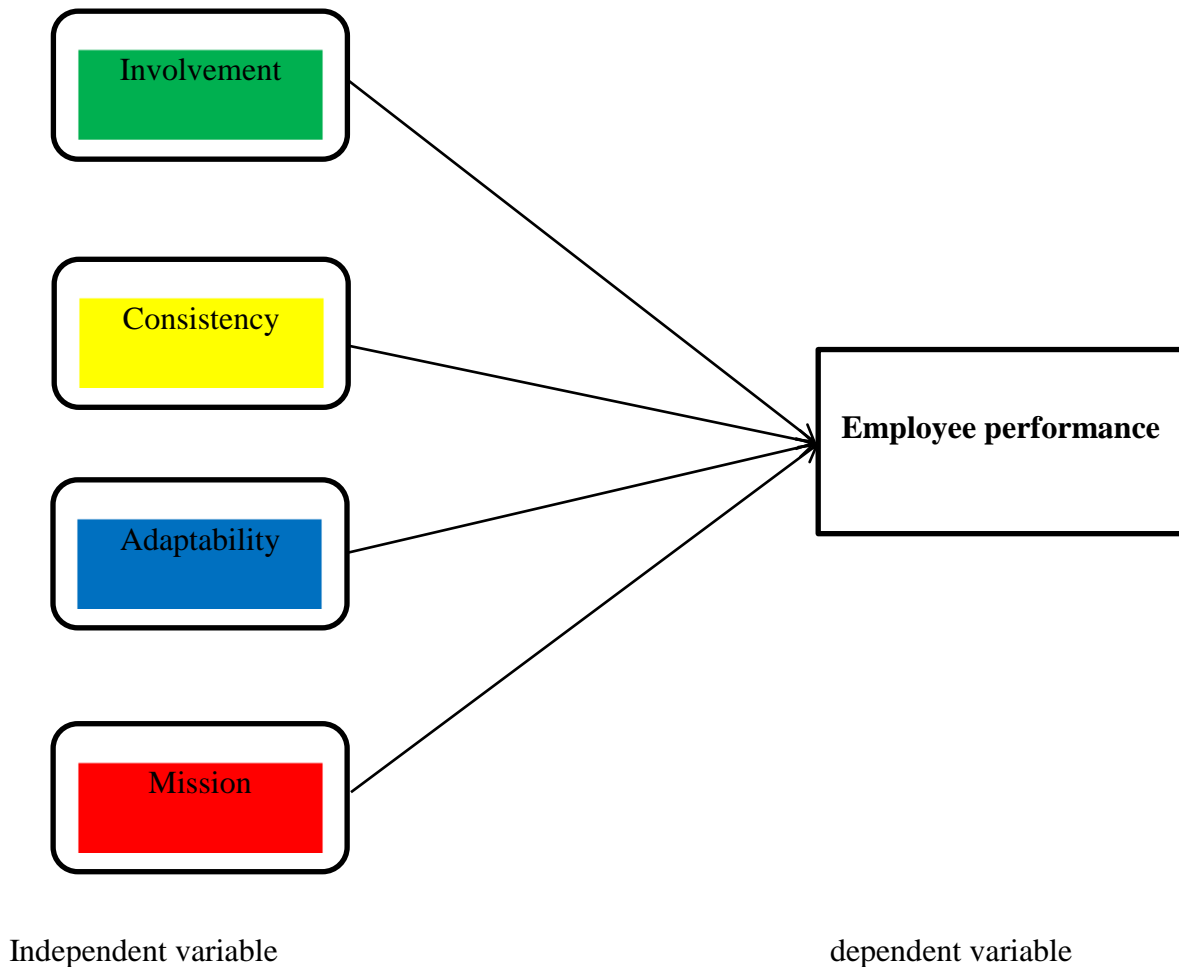 Involvement
Consistency
Employee performance
Adaptability
Mission
Independent variable
dependent variable